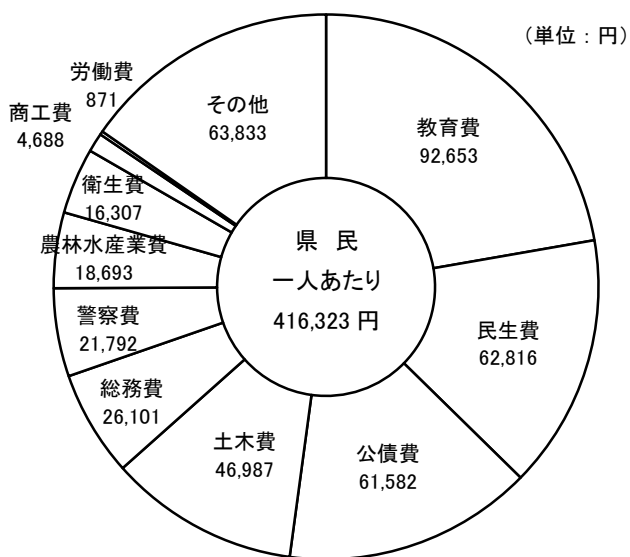 (単位：円)
教育費
92,653
民生費
62,816
公債費
61,582
土木費
46,987
総務費
26,101
警察費
21,792
農林水産業費
18,693
衛生費
16,307
商工費
4,688
労働費
871
その他
63,833
県 民
一人あたり
416,323 円